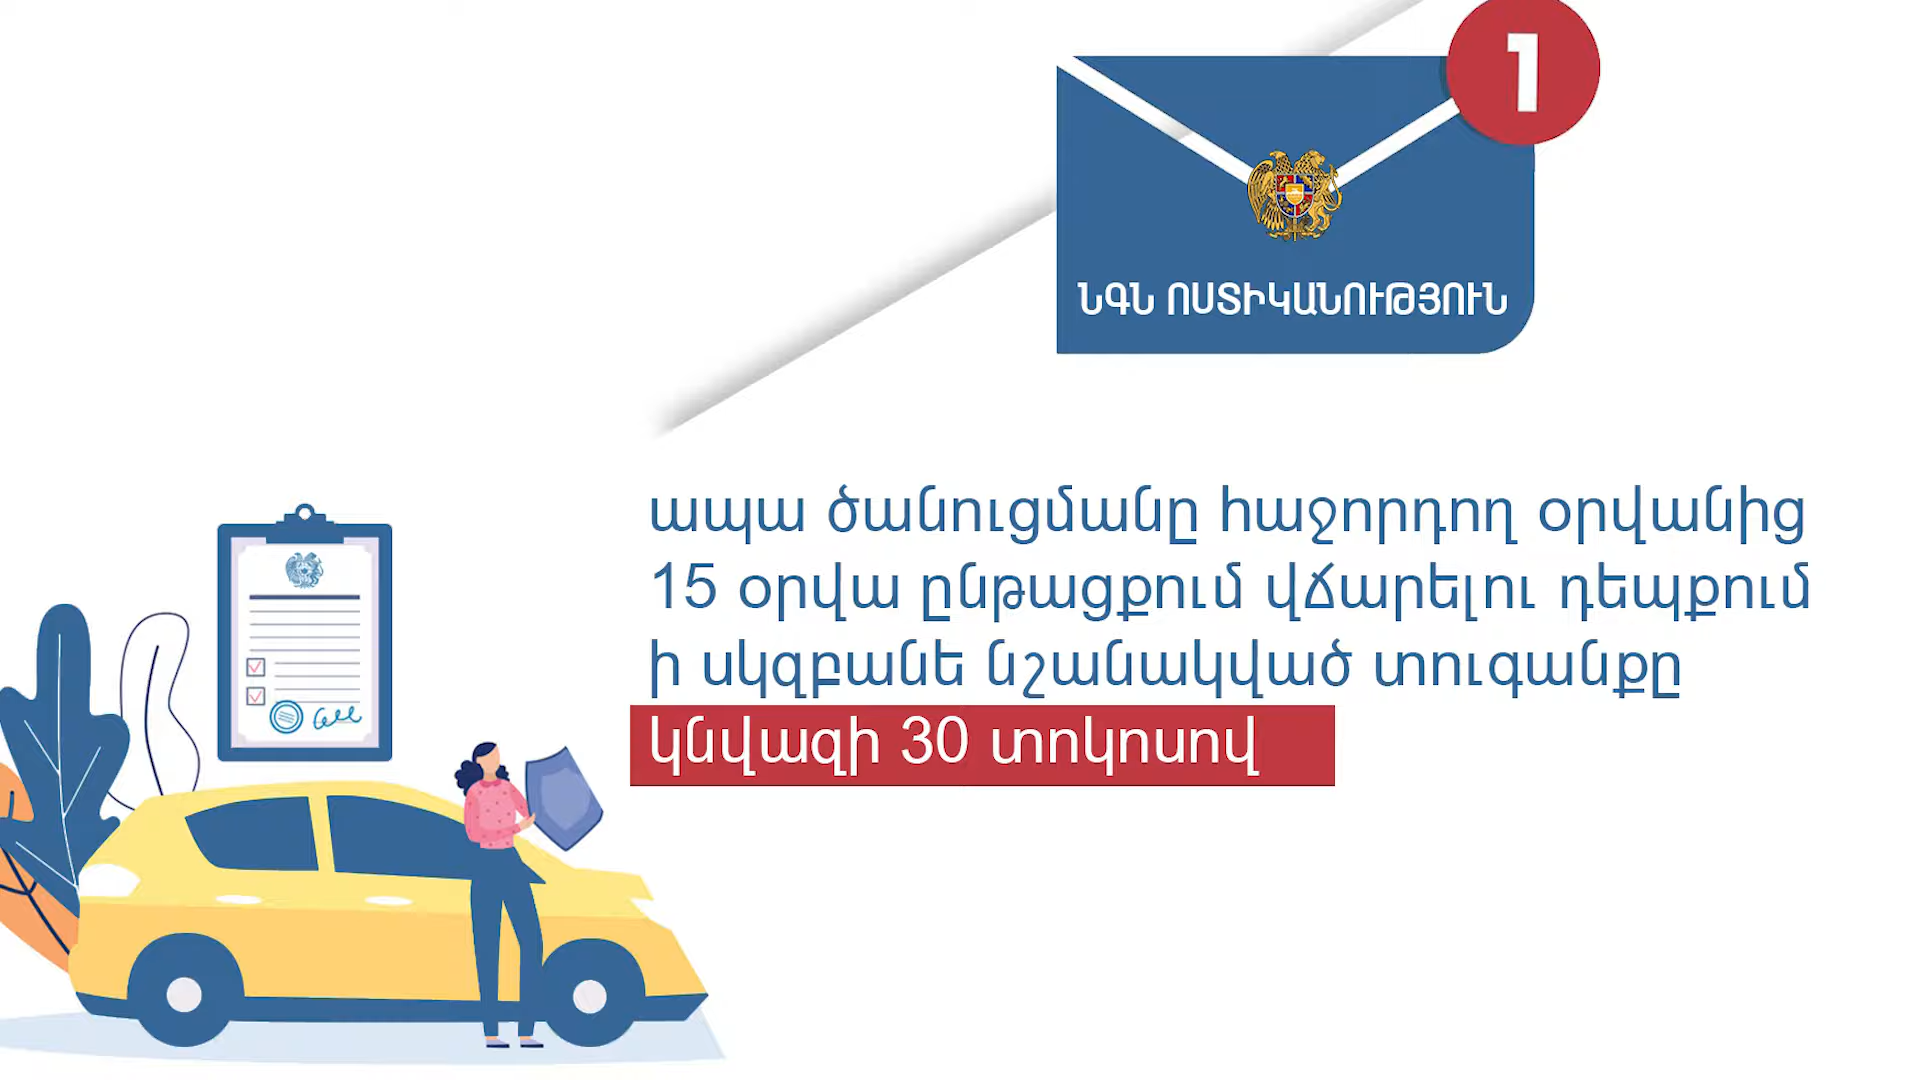 1
ՆԳՆ ՈՍՏԻԿԱՆՈՒԹՅՈՒՆ
ապա ծանուցմանը հաջորդող օրվանից
15 օրվա ընթացքում վճարելու դեպքում
ի սկզբանե նշանակված տուգանքը
կնվազի 30 տոկոսով